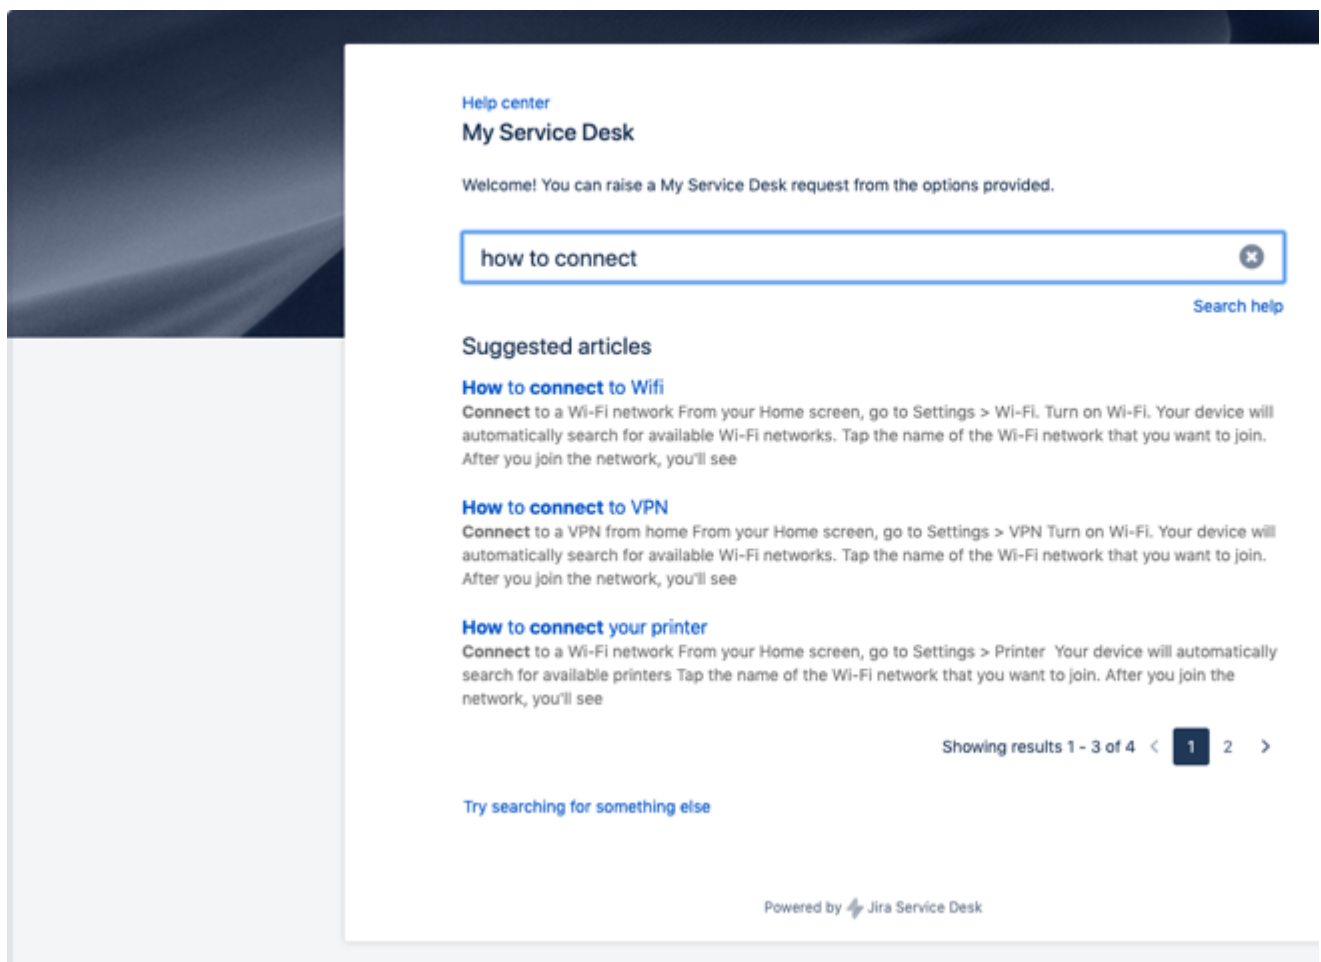 Help center
My Service Desk
Welcome! You can raise a My Service Desk request from the options provided.
how to connect
Search help
Suggested articles
How to connect to Wifi
Connect to a Wi-Fi network From your Home screen, go to Settings > Wi-Fi. Turn on Wi-Fi. Your device will
automatically search for available Wi-Fi networks. Tap the name of the Wi-Fi network that you want to join.
After you join the network, you'll see
How to connect to VPN
Connect to a VPN from home From your Home screen, go to Settings > VPN Turn on Wi-Fi. Your device will
automatically search for available Wi-Fi networks. Tap the name of the Wi-Fi network that you want to join.
After you join the network, you'll see
How to connect your printer
Connect to a Wi-Fi network From your Home screen, go to Settings > Printer  Your device will automatically
search for available printers Tap the name of the Wi-Fi network that you want to join. After you join the
network, you'll see
Showing results 1 - 3 of 4 < 1 2 >
Try searching for something else
Powered by Jira Service Desk